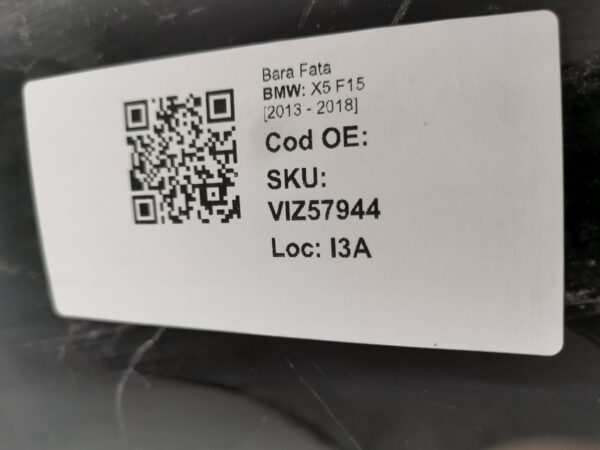 Bara Fata
BMW: X5 F15
[2013 - 2018]
Cod OE:
SKU:
VIZ57944
Loc: I3A